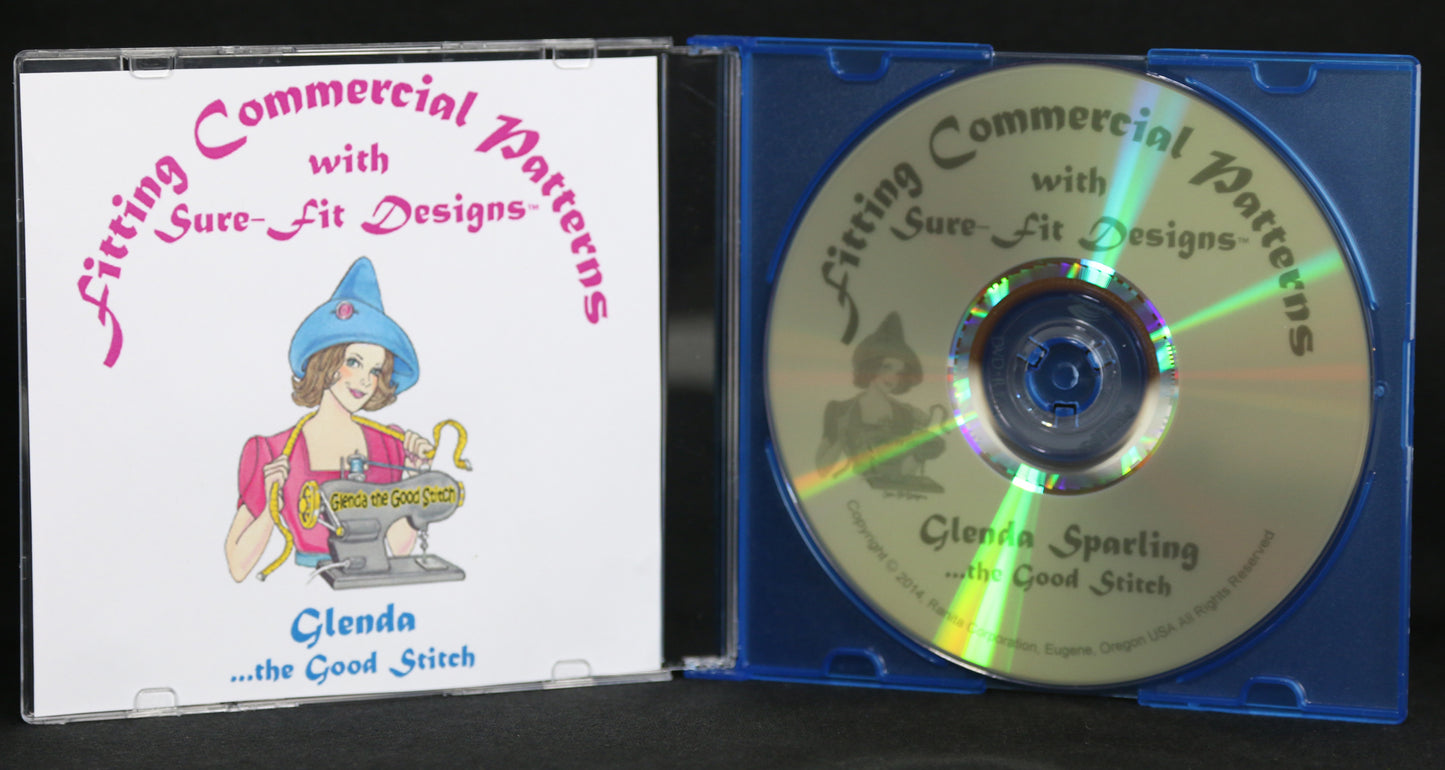 Fitting Commercial Patterns
with
Sure-Fit Designs™
Glenda the Good Stitch
Glenda
...the Good Stitch
Fitting Commercial Patterns
with
Sure-Fit Designs™
Glenda Sparling
...the Good Stitch
Copyright © 2014, Ranita Corporation, Eugene, Oregon USA All Rights Reserved